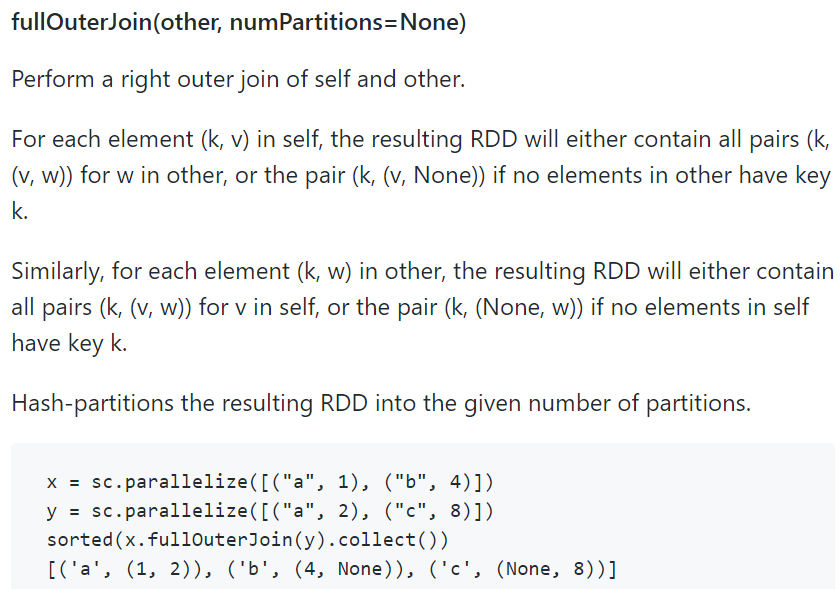 fullOuterJoin(other, numPartitions=None)
Perform a right outer join of self and other.
For each element (k, v) in self, the resulting RDD will either contain all pairs (k,
(v, w)) for w in other, or the pair (k, (v, None)) if no elements in other have key
k.
Similarly, for each element (k, w) in other, the resulting RDD will either contain
all pairs (k, (v, w)) for v in self, or the pair (k, (None, w)) if no elements in self
have key k.
Hash-partitions the resulting RDD into the given number of partitions.
x = sc.parallelize([("a", 1), ("b", 4)])
y = sc.parallelize([("a", 2), ("c", 8)])
sorted(x.fullOuterJoin(y).collect())
[('a', (1, 2)), ('b', (4, None)), ('c', (None, 8))]